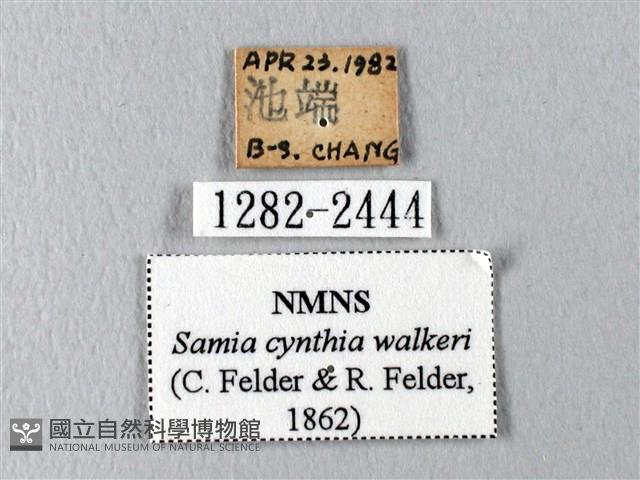 APR 23.1982
池端
B-S. CHANG
1282-2444
NMNS
Samia cynthia walkeri
(C. Felder & R. Felder,
1862)
國立自然科學博物館
NATIONAL MUSEUM OF NATURAL SCIENCE